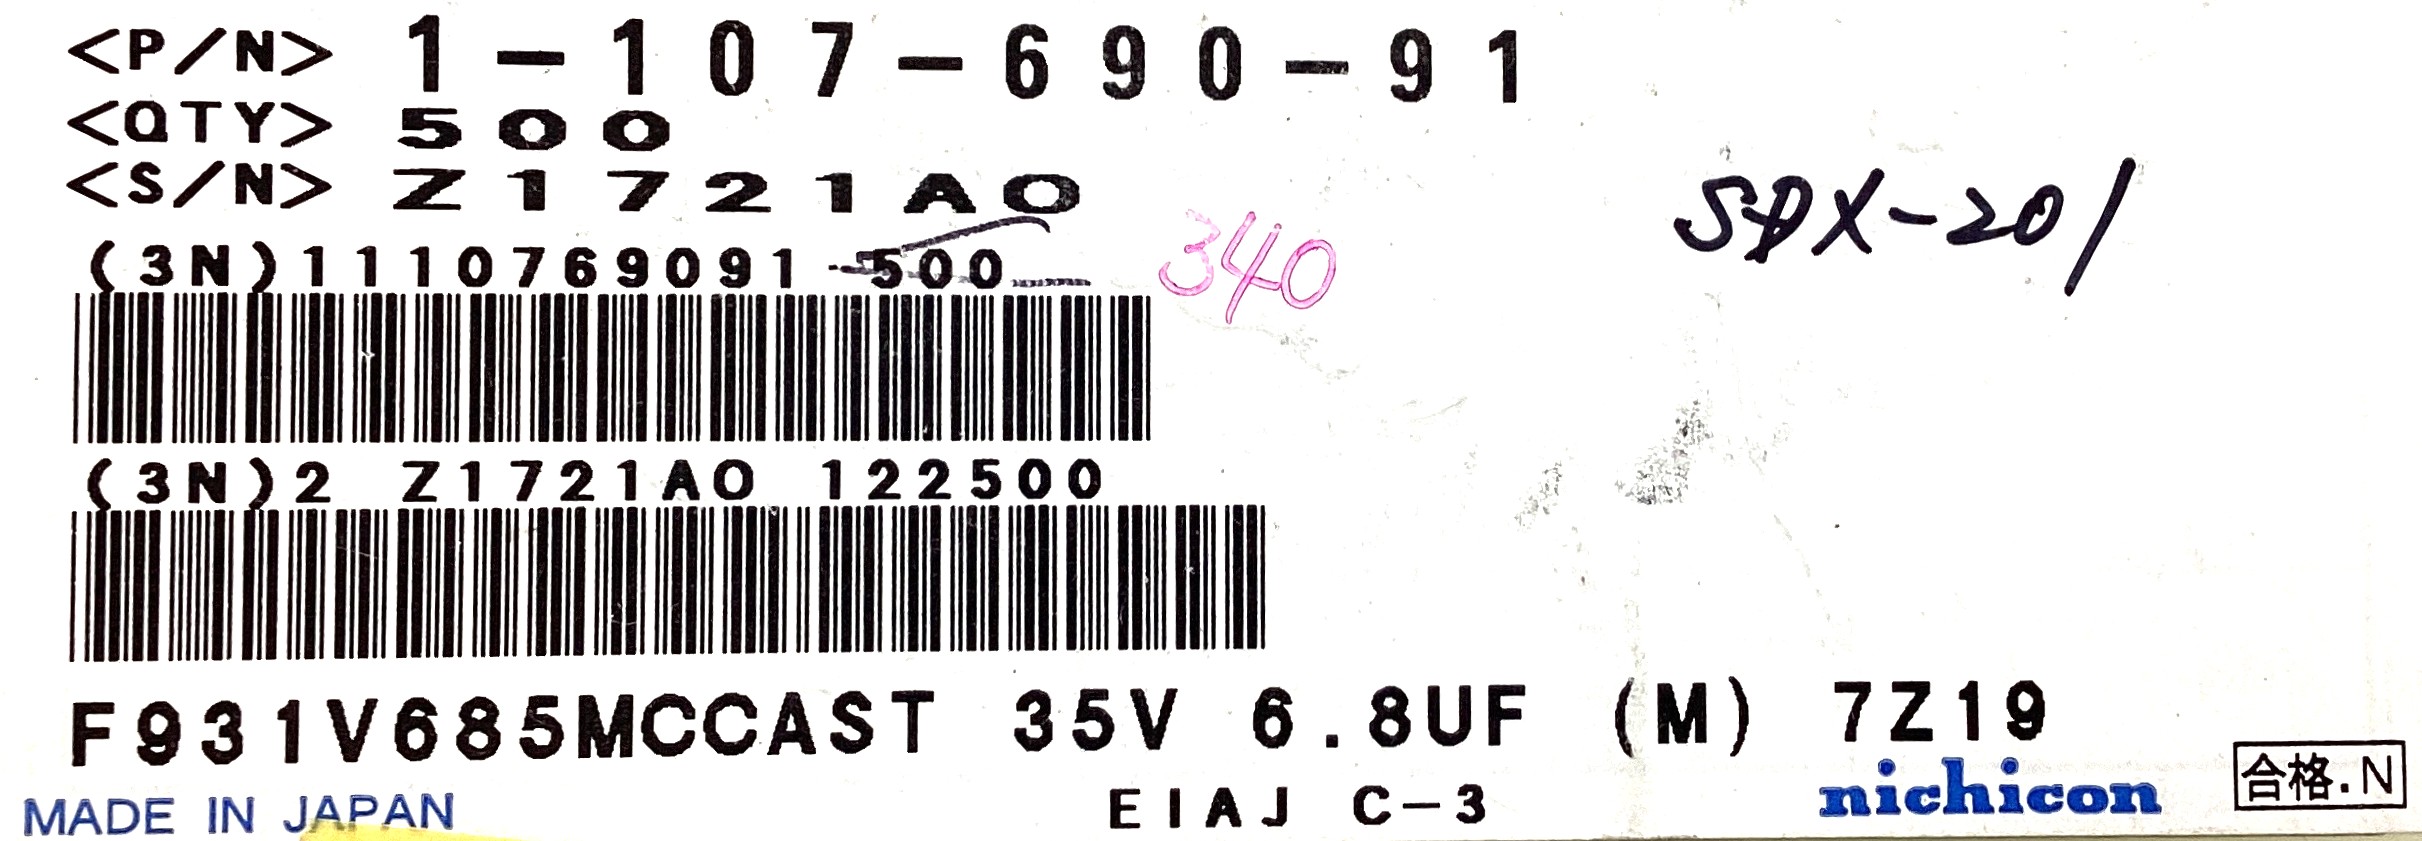 <P/N> 1-107-690-91
<QTY> 500
<S/N> Z1721AO
SPX-201
(3N)1110769091 500
340
(3N)2 Z1721AO 122500
F931V685MCCAST 35V 6.8UF (M) 7Z19
MADE IN JAPAN EIAJ C-3 nichicon 合格.N